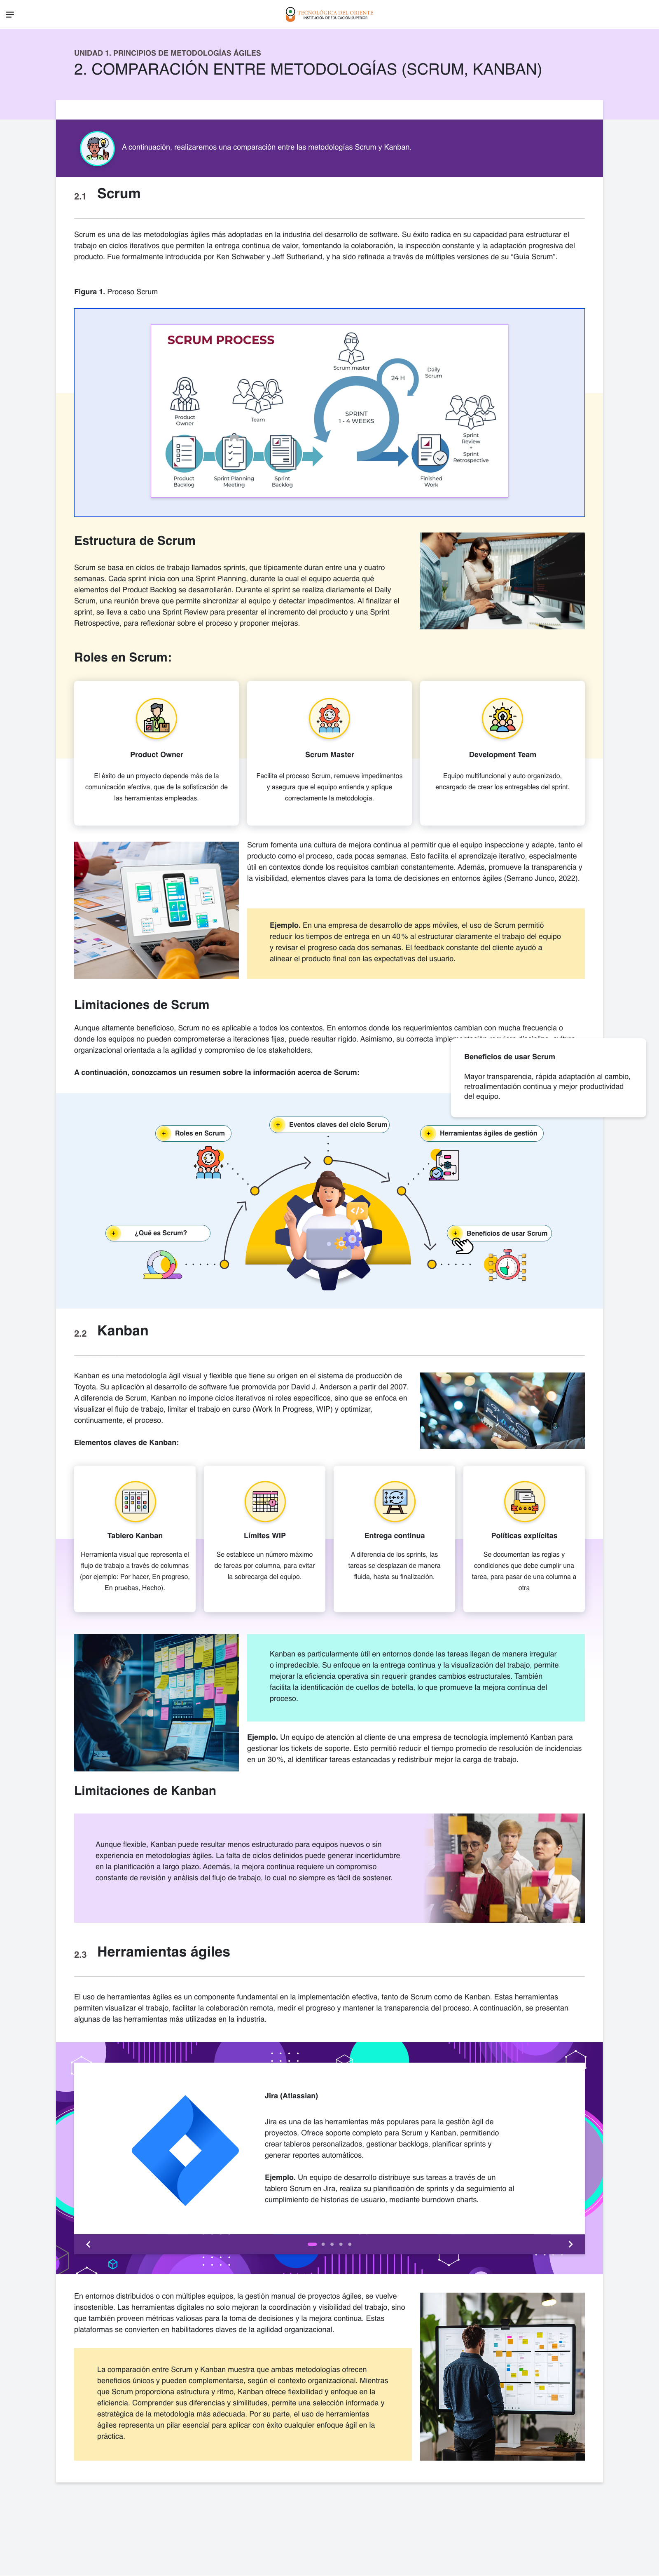 TECNOLÓGICA DEL ORIENTE
INSTITUCIÓN DE EDUCACIÓN SUPERIOR
UNIDAD 1. PRINCIPIOS DE METODOLOGÍAS ÁGILES
2. COMPARACIÓN ENTRE METODOLOGÍAS (SCRUM, KANBAN)
A continuación, realizaremos una comparación entre las metodologías Scrum y Kanban.
2.1 Scrum
Scrum es una de las metodologías ágiles más adoptadas en la industria del desarrollo de software. Su éxito radica en su capacidad para estructurar el
trabajo en ciclos iterativos que permiten la entrega continua de valor, fomentando la colaboración, la inspección constante y la adaptación progresiva del
producto. Fue formalmente introducida por Ken Schwaber y Jeff Sutherland, y ha sido refinada a través de múltiples versiones de su “Guía Scrum”.
Figura 1. Proceso Scrum
SCRUM PROCESS
Scrum master
24 H
Daily
Scrum
Product
Owner
Team
SPRINT
1 - 4 WEEKS
Sprint
Review
+
Sprint
Retrospective
Product
Backlog
Sprint Planning
Meeting
Sprint
Backlog
Finished
Work
Estructura de Scrum
Scrum se basa en ciclos de trabajo llamados sprints, que típicamente duran entre una y cuatro
semanas. Cada sprint inicia con una Sprint Planning, durante la cual el equipo acuerda qué
elementos del Product Backlog se desarrollarán. Durante el sprint se realiza diariamente el Daily
Scrum, una reunión breve que permite sincronizar al equipo y detectar impedimentos. Al finalizar el
sprint, se lleva a cabo una Sprint Review para presentar el incremento del producto y una Sprint
Retrospective, para reflexionar sobre el proceso y proponer mejoras.
Roles en Scrum:
Product Owner
El éxito de un proyecto depende más de la
comunicación efectiva, que de la sofisticación de
las herramientas empleadas.
Scrum Master
Facilita el proceso Scrum, remueve impedimentos
y asegura que el equipo entienda y aplique
correctamente la metodología.
Development Team
Equipo multifuncional y auto organizado,
encargado de crear los entregables del sprint.
Scrum fomenta una cultura de mejora continua al permitir que el equipo inspeccione y adapte, tanto el
producto como el proceso, cada pocas semanas. Esto facilita el aprendizaje iterativo, especialmente
útil en contextos donde los requisitos cambian constantemente. Además, promueve la transparencia y
la visibilidad, elementos claves para la toma de decisiones en entornos ágiles (Serrano Junco, 2022).
Ejemplo. En una empresa de desarrollo de apps móviles, el uso de Scrum permitió
reducir los tiempos de entrega en un 40 % al estructurar claramente el trabajo del equipo
y revisar el progreso cada dos semanas. El feedback constante del cliente ayudó a
alinear el producto final con las expectativas del usuario.
Limitaciones de Scrum
Aunque altamente beneficioso, Scrum no es aplicable a todos los contextos. En entornos donde los requerimientos cambian con mucha frecuencia o
donde los equipos no pueden comprometerse a iteraciones fijas, puede resultar rígido. Asimismo, su correcta
organizacional orientada a la agilidad y compromiso de los stakeholders.
A continuación, conozcamos un resumen sobre la información acerca de Scrum:
Beneficios de usar Scrum
Mayor transparencia, rápida adaptación al cambio,
retroalimentación continua y mejor productividad
del equipo.
Eventos claves del ciclo Scrum
Roles en Scrum
Herramientas ágiles de gestión
¿Qué es Scrum?
Beneficios de usar Scrum
2.2 Kanban
Kanban es una metodología ágil visual y flexible que tiene su origen en el sistema de producción de
Toyota. Su aplicación al desarrollo de software fue promovida por David J. Anderson a partir del 2007.
A diferencia de Scrum, Kanban no impone ciclos iterativos ni roles específicos, sino que se enfoca en
visualizar el flujo de trabajo, limitar el trabajo en curso (Work In Progress, WIP) y optimizar,
continuamente, el proceso.
Elementos claves de Kanban:
Tablero Kanban
Herramienta visual que representa el
flujo de trabajo a través de columnas
(por ejemplo: Por hacer, En progreso,
En pruebas, Hecho).
Límites WIP
Se establece un número máximo
de tareas por columna, para evitar
la sobrecarga del equipo.
Entrega continua
A diferencia de los sprints, las
tareas se desplazan de manera
fluida, hasta su finalización.
Políticas explícitas
Se documentan las reglas y
condiciones que debe cumplir una
tarea, para pasar de una columna a
otra
Kanban es particularmente útil en entornos donde las tareas llegan de manera irregular
o impredecible. Su enfoque en la entrega continua y la visualización del trabajo, permite
mejorar la eficiencia operativa sin requerir grandes cambios estructurales. También
facilita la identificación de cuellos de botella, lo que promueve la mejora continua del
proceso.
Ejemplo. Un equipo de atención al cliente de una empresa de tecnología implementó Kanban para
gestionar los tickets de soporte. Esto permitió reducir el tiempo promedio de resolución de incidencias
en un 30 %, al identificar tareas estancadas y redistribuir mejor la carga de trabajo.
Limitaciones de Kanban
Aunque flexible, Kanban puede resultar menos estructurado para equipos nuevos o sin
experiencia en metodologías ágiles. La falta de ciclos definidos puede generar incertidumbre
en la planificación a largo plazo. Además, la mejora continua requiere un compromiso
constante de revisión y análisis del flujo de trabajo, lo cual no siempre es fácil de sostener.
2.3 Herramientas ágiles
El uso de herramientas ágiles es un componente fundamental en la implementación efectiva, tanto de Scrum como de Kanban. Estas herramientas
permiten visualizar el trabajo, facilitar la colaboración remota, medir el progreso y mantener la transparencia del proceso. A continuación, se presentan
algunas de las herramientas más utilizadas en la industria.
Jira (Atlassian)
Jira es una de las herramientas más populares para la gestión ágil de
proyectos. Ofrece soporte completo para Scrum y Kanban, permitiendo
crear tableros personalizados, gestionar backlogs, planificar sprints y
generar reportes automáticos.
Ejemplo. Un equipo de desarrollo distribuye sus tareas a través de un
tablero Scrum en Jira, realiza su planificación de sprints y da seguimiento al
cumplimiento de historias de usuario, mediante burndown charts.
En entornos distribuidos o con múltiples equipos, la gestión manual de proyectos ágiles, se vuelve
insostenible. Las herramientas digitales no solo mejoran la coordinación y visibilidad del trabajo, sino
que también proveen métricas valiosas para la toma de decisiones y la mejora continua. Estas
plataformas se convierten en habilitadores claves de la agilidad organizacional.
La comparación entre Scrum y Kanban muestra que ambas metodologías ofrecen
beneficios únicos y pueden complementarse, según el contexto organizacional. Mientras
que Scrum proporciona estructura y ritmo, Kanban ofrece flexibilidad y enfoque en la
eficiencia. Comprender sus diferencias y similitudes, permite una selección informada y
estratégica de la metodología más adecuada. Por su parte, el uso de herramientas
ágiles representa un pilar esencial para aplicar con éxito cualquier enfoque ágil en la
práctica.